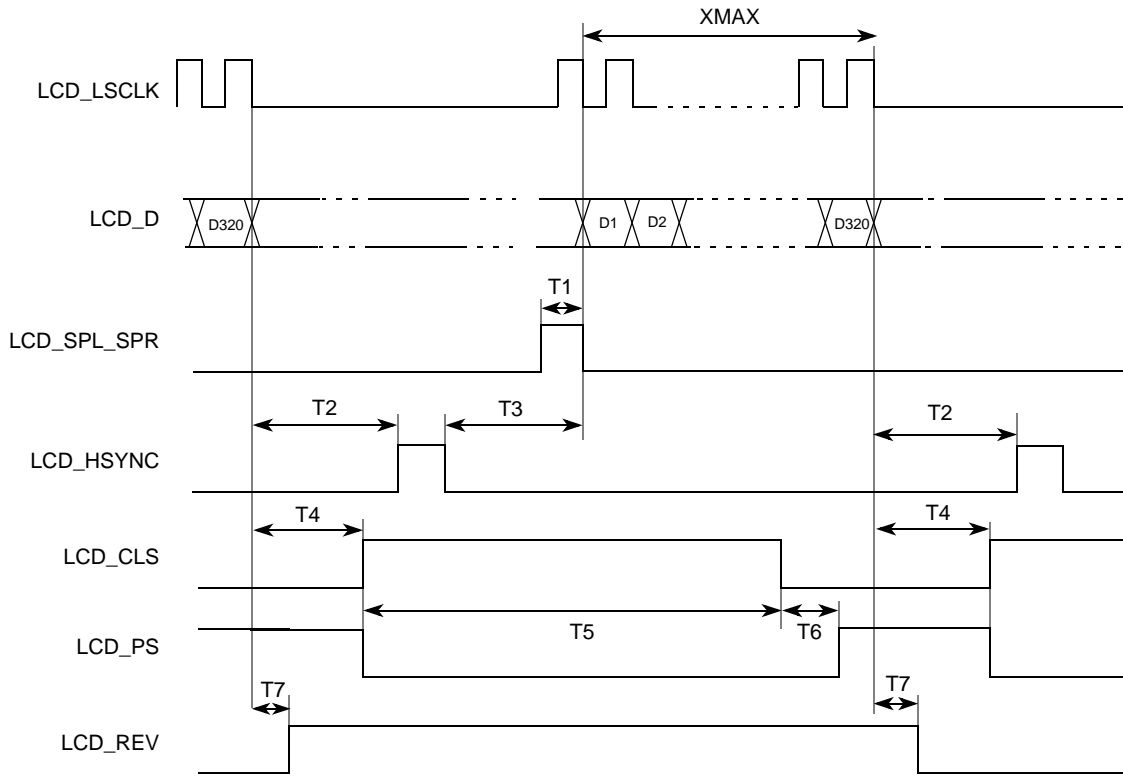 XMAX
LCD_LSCLK
LCD_D
D320
D1
D2
D320
T1
LCD_SPL_SPR
T2
T3
T2
LCD_HSYNC
T4
T4
LCD_CLS
T5
T6
LCD_PS
T7
T7
LCD_REV